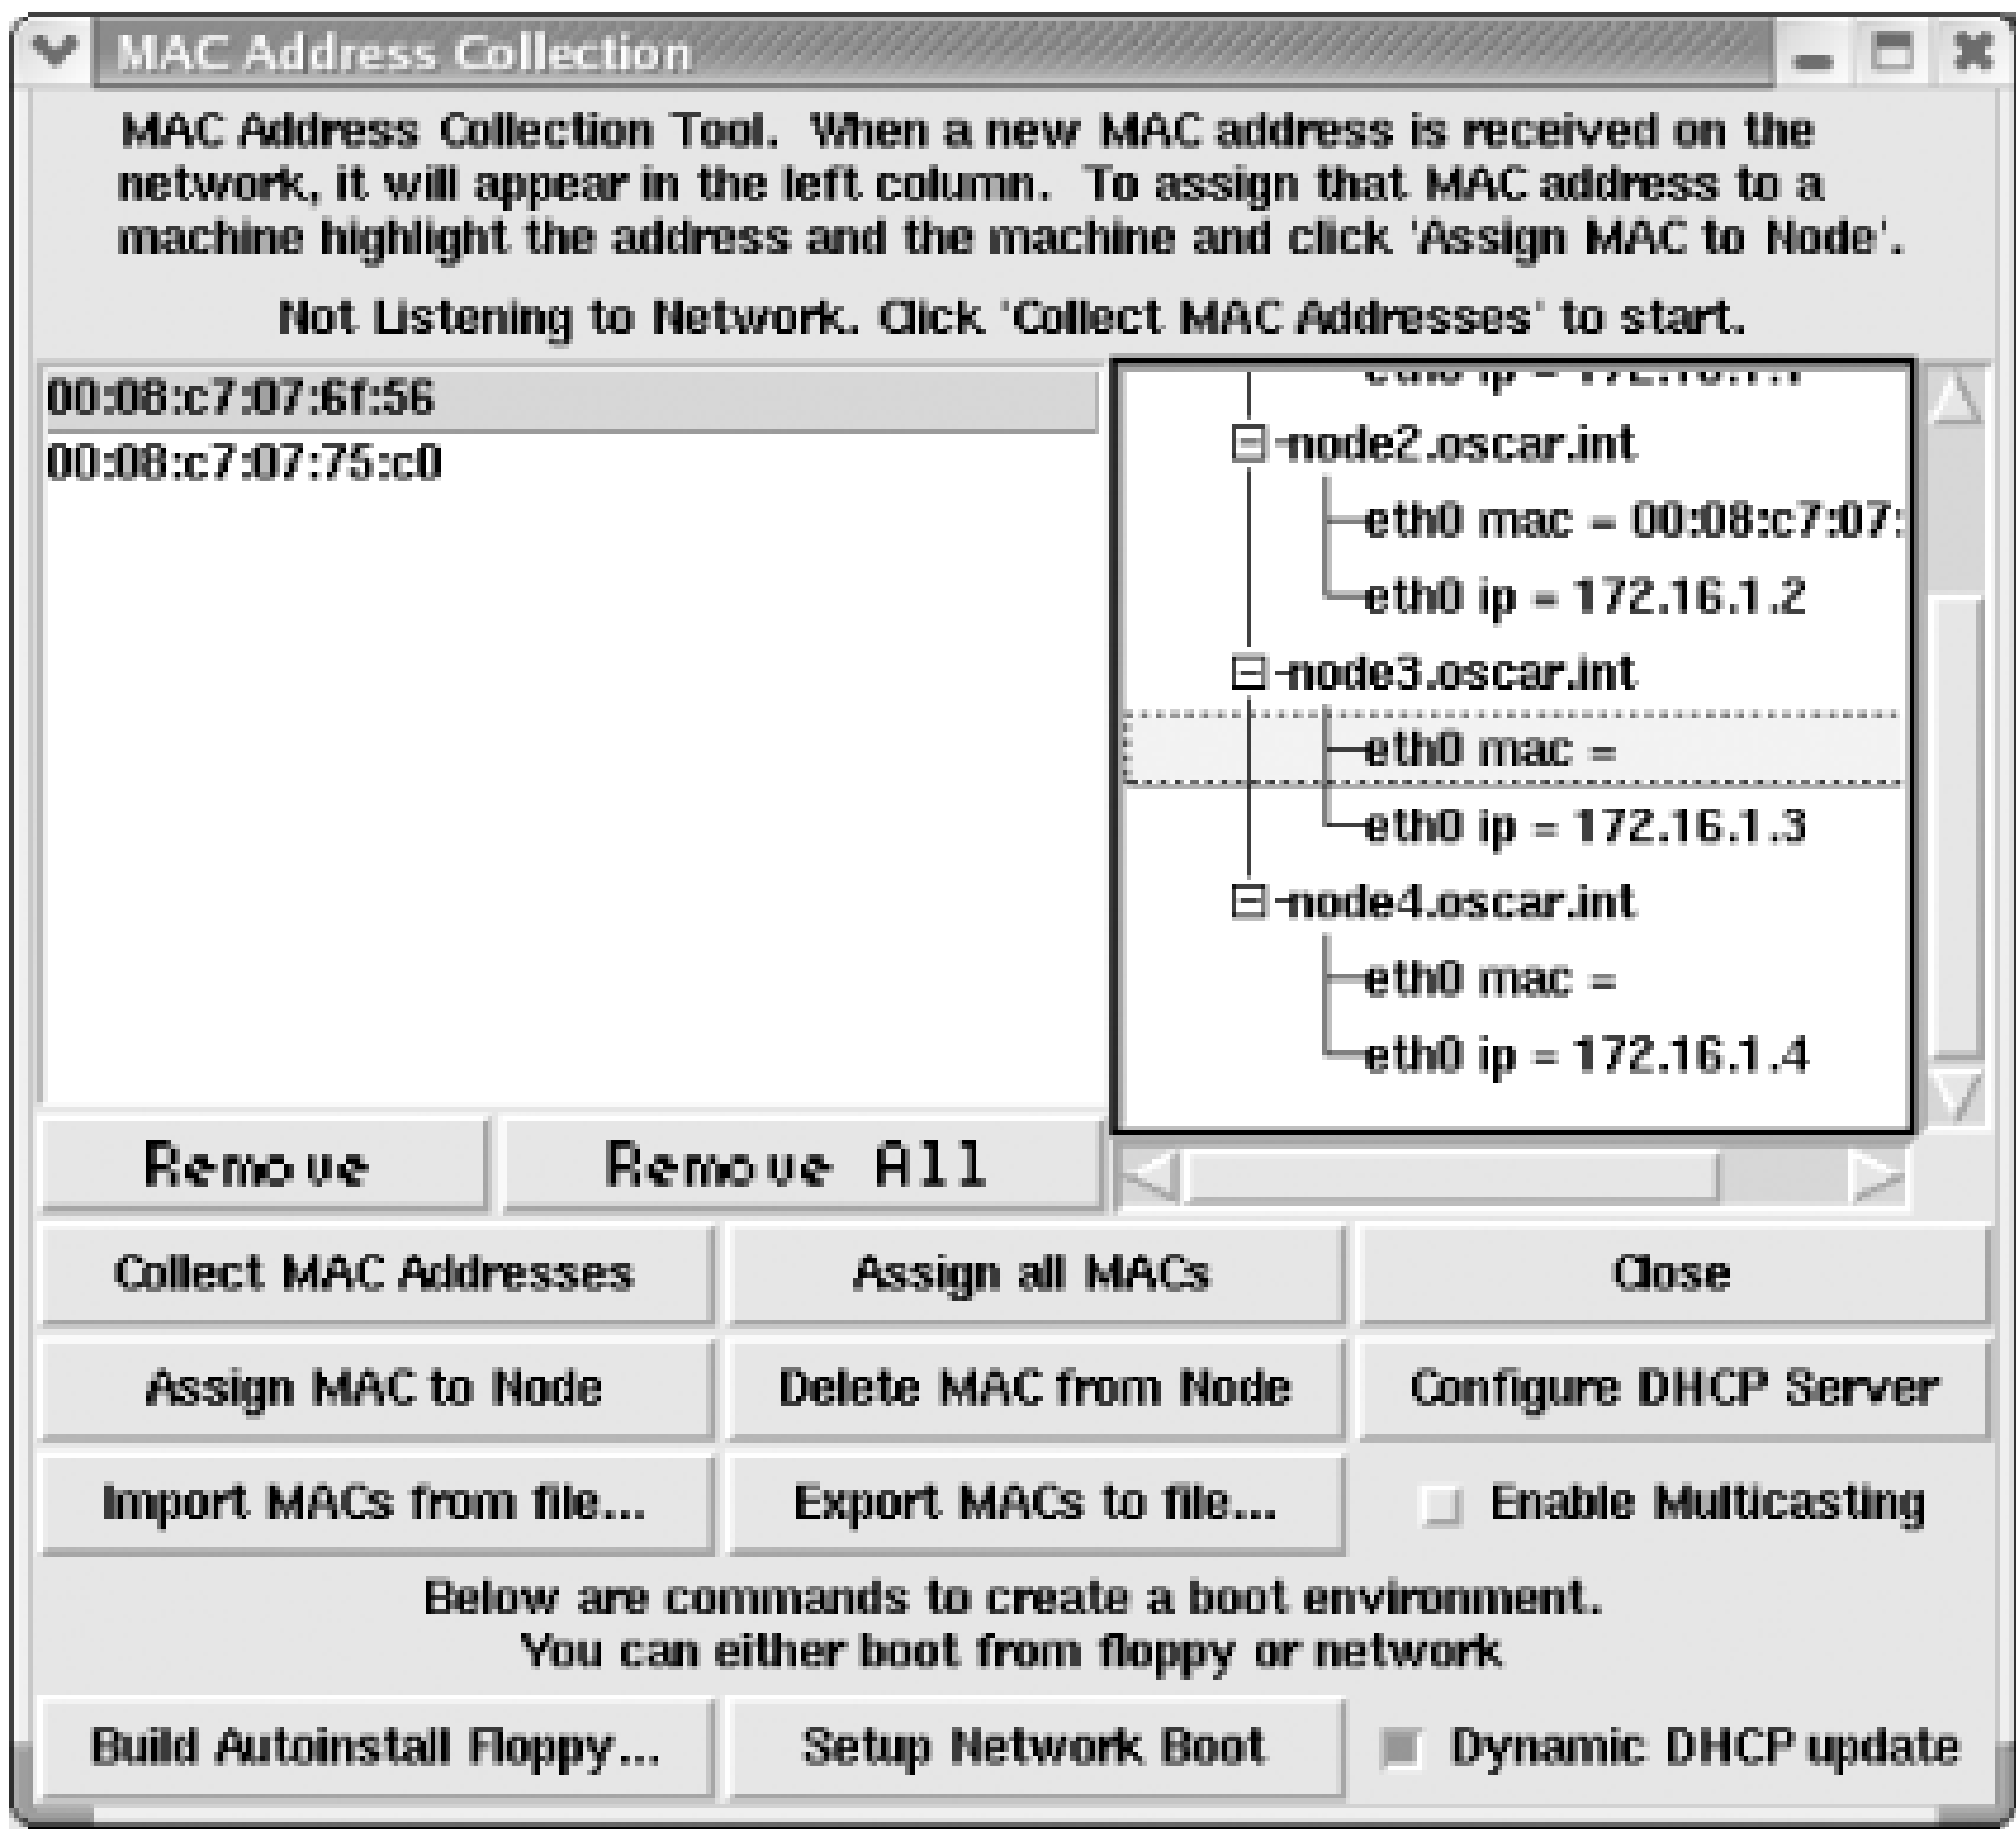 MAC Address Collection
MAC Address Collection Tool.  When a new MAC address is received on the
network, it will appear in the left column.  To assign that MAC address to a
machine highlight the address and the machine and click 'Assign MAC to Node'.
Not Listening to Network. Click 'Collect MAC Addresses' to start.
00:08:c7:07:6f:56
00:08:c7:07:75:c0
eth0 ip = 172.16.1.1
node2.oscar.int
eth0 mac = 00:08:c7:07:
eth0 ip = 172.16.1.2
node3.oscar.int
eth0 mac =
eth0 ip = 172.16.1.3
node4.oscar.int
eth0 mac =
eth0 ip = 172.16.1.4
Remove
Remove All
Collect MAC Addresses
Assign all MACs
Close
Assign MAC to Node
Delete MAC from Node
Configure DHCP Server
Import MACs from file...
Export MACs to file...
Enable Multicasting
Below are commands to create a boot environment.
You can either boot from floppy or network
Build Autoinstall Floppy...
Setup Network Boot
Dynamic DHCP update